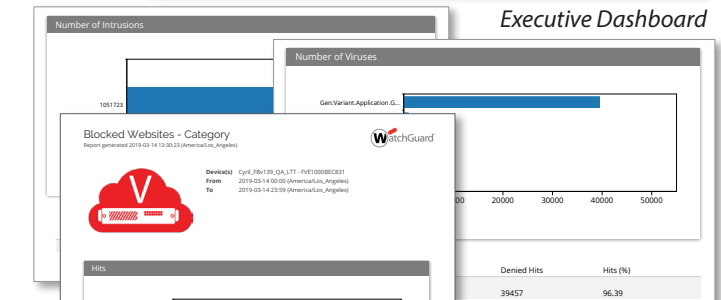 Executive Dashboard
Number of Intrusions
1051723
Number of Viruses
Gen:Variant.Application.G...
20000 30000 40000 50000
Denied Hits Hits (%)
39457 96.39
Blocked Websites - Category
Report generated 2019-03-14 13:30:23 (America/Los_Angeles)
WatchGuard
Device(s) Cyril_FBv139_QA_LTT - FVE1000BEC831
From 2019-03-14 00:00 (America/Los_Angeles)
To 2019-03-14 23:59 (America/Los_Angeles)
V
Hits